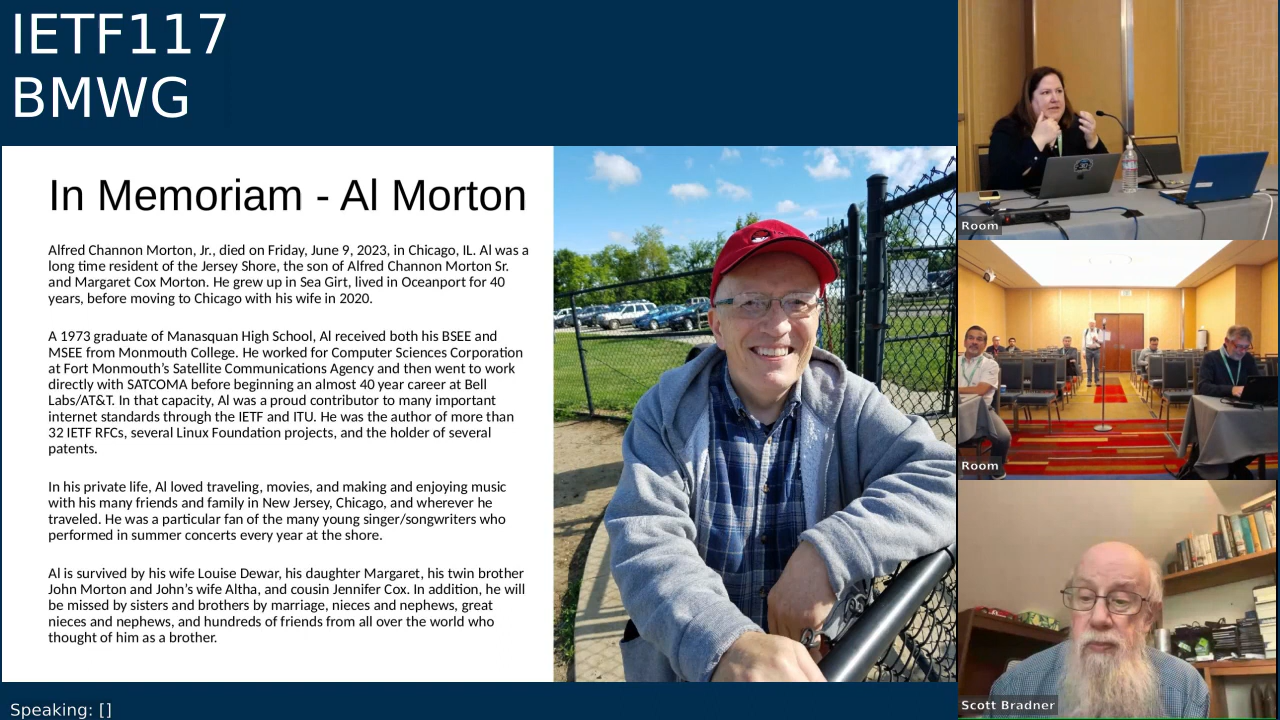 IETF117
BMWG
In Memoriam - Al Morton
Alfred Channon Morton, Jr., died on Friday, June 9, 2023, in Chicago, IL. Al was a
long time resident of the Jersey Shore, the son of Alfred Channon Morton Sr.
and Margaret Cox Morton. He grew up in Sea Girt, lived in Oceanport for 40
years, before moving to Chicago with his wife in 2020.
A 1973 graduate of Manasquan High School, Al received both his BSEE and
MSEE from Monmouth College. He worked for Computer Sciences Corporation
at Fort Monmouth’s Satellite Communications Agency and then went to work
directly with SATCOMA before beginning an almost 40 year career at Bell
Labs/AT&T. In that capacity, Al was a proud contributor to many important
internet standards through the IETF and ITU. He was the author of more than
32 IETF RFCs, several Linux Foundation projects, and the holder of several
patents.
In his private life, Al loved traveling, movies, and making and enjoying music
with his many friends and family in New Jersey, Chicago, and wherever he
traveled. He was a particular fan of the many young singer/songwriters who
performed in summer concerts every year at the shore.
Al is survived by his wife Louise Dewar, his daughter Margaret, his twin brother
John Morton and John’s wife Altha, and cousin Jennifer Cox. In addition, he will
be missed by sisters and brothers by marriage, nieces and nephews, great
nieces and nephews, and hundreds of friends from all over the world who
thought of him as a brother.
Room
Room
Scott Bradner
Speaking: []